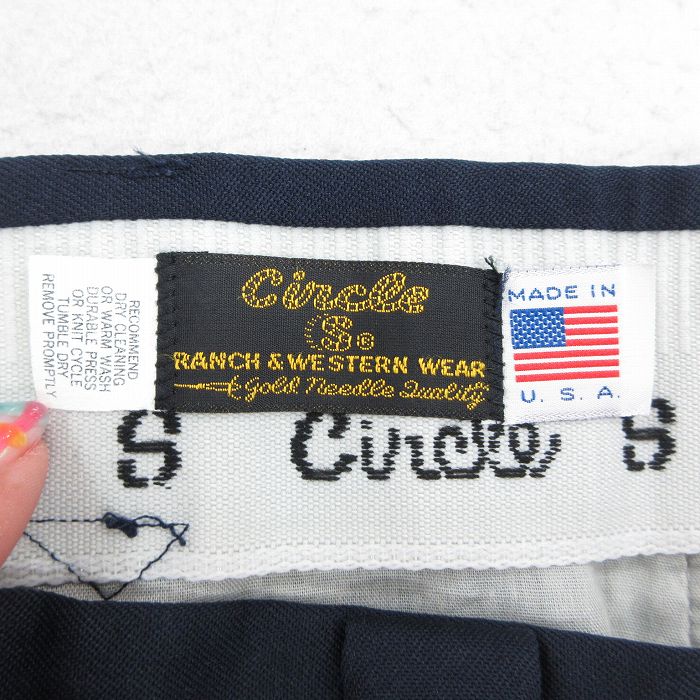 RECOMMEND
DRY CLEANING
OR WARM WASH
DURABLE PRESS
OR KNIT CYCLE
TUMBLE DRY
REMOVE PROMPTLY
Circle
S ®
RANCH & WESTERN WEAR
Gold Needle Quality
MADE IN
U. S. A.
S Circle S